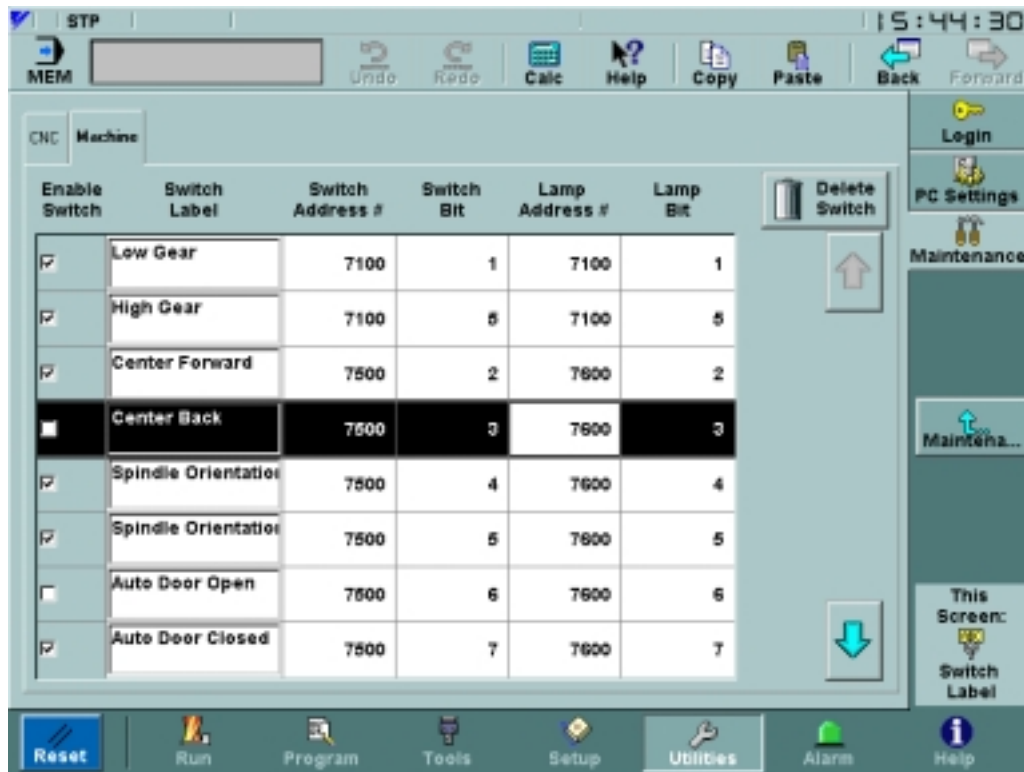 STP 15:44:30
MEM Undo Redo Calc Help Copy Paste Back Forward
CNC Machine
Login
PC Settings
Maintenance
Enable Switch Switch Label Switch Address # Switch Bit Lamp Address # Lamp Bit Delete Switch
Low Gear 7100 1 7100 1
High Gear 7100 5 7100 5
Center Forward 7500 2 7600 2
Center Back 7500 3 7600 3
Spindle Orientatio 7500 4 7600 4
Spindle Orientatio 7500 5 7600 5
Auto Door Open 7500 6 7600 6
Auto Door Closed 7500 7 7600 7
Maintena...
This Screen:
Switch Label
Reset Run Program Tools Setup Utilities Alarm Help